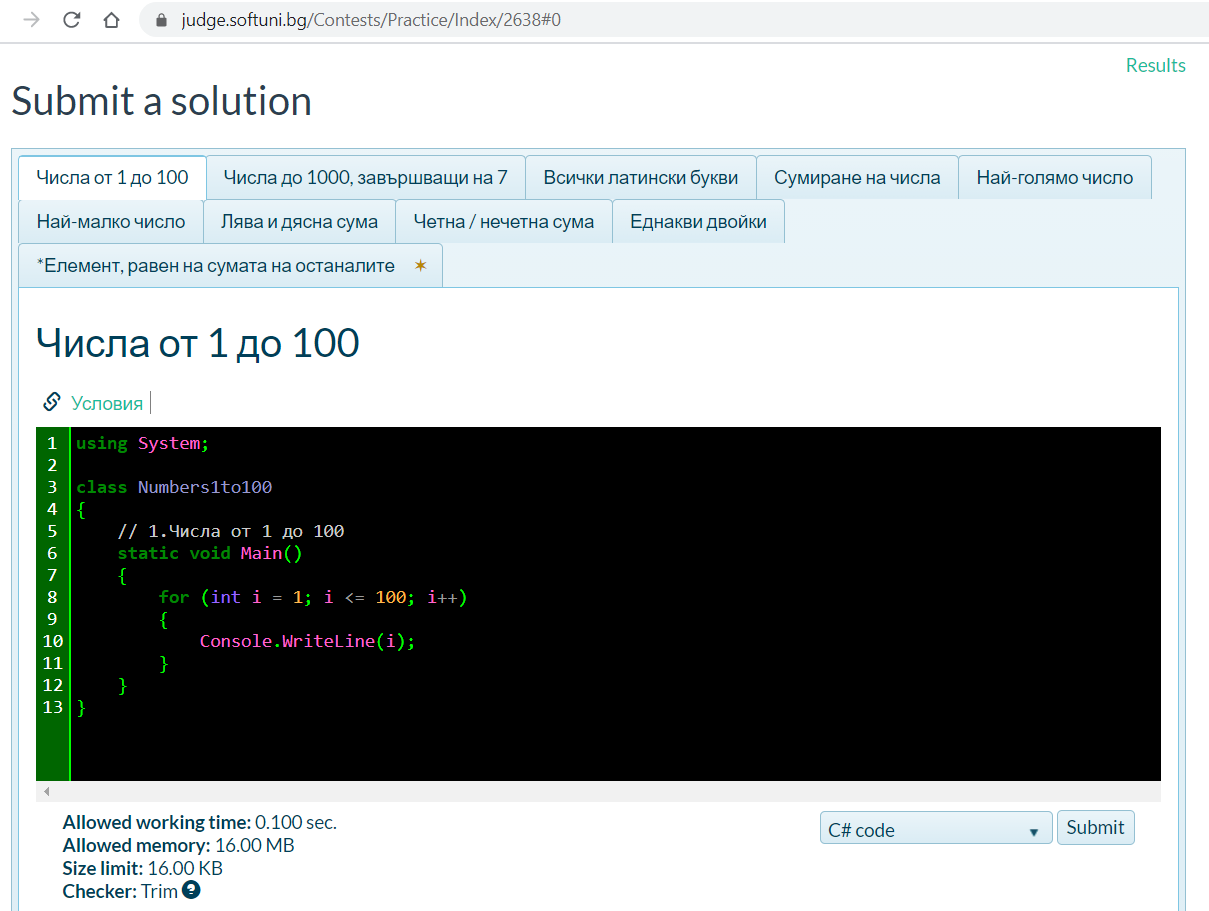 judge.softuni.bg/Contests/Practice/Index/2638#0
Results
Submit a solution
Числа от 1 до 100
Числа до 1000, завършващи на 7
Всички латински букви
Сумиране на числа
Най-голямо число
Най-малко число
Лява и дясна сума
Четна / нечетна сума
Еднакви двойки
*Елемент, равен на сумата на останалите
Числа от 1 до 100
Условия
1 using System;
2
3 class Numbers1to100
4 {
5     // 1.Числа от 1 до 100
6     static void Main()
7     {
8         for (int i = 1; i <= 100; i++)
9         {
10             Console.WriteLine(i);
11         }
12     }
13 }
Allowed working time: 0.100 sec.
Allowed memory: 16.00 MB
Size limit: 16.00 KB
Checker: Trim ?
C# code
Submit